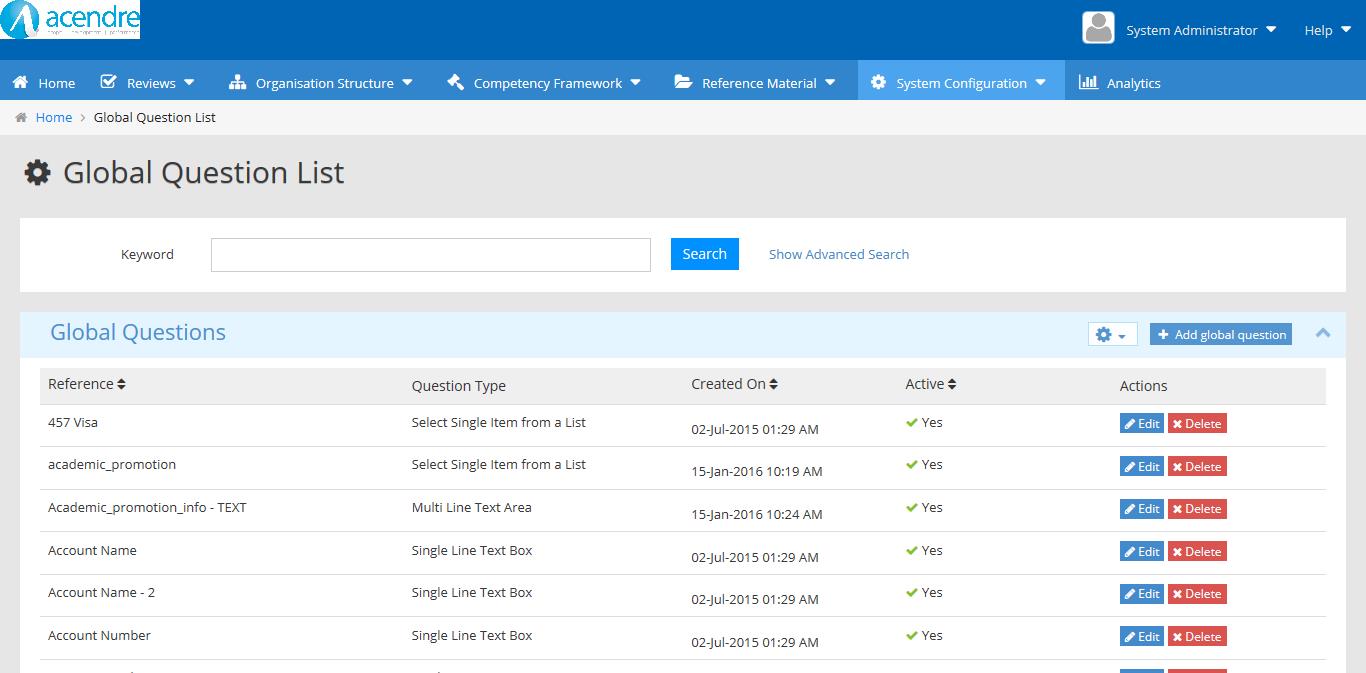 acendre
System Administrator Help
Home Reviews Organisation Structure Competency Framework Reference Material System Configuration Analytics
Home > Global Question List
Global Question List
Keyword Search Show Advanced Search
Global Questions Add global question
Reference Question Type Created On Active Actions
457 Visa Select Single Item from a List 02-Jul-2015 01:29 AM Yes Edit Delete
academic_promotion Select Single Item from a List 15-Jan-2016 10:19 AM Yes Edit Delete
Academic_promotion_info - TEXT Multi Line Text Area 15-Jan-2016 10:24 AM Yes Edit Delete
Account Name Single Line Text Box 02-Jul-2015 01:29 AM Yes Edit Delete
Account Name - 2 Single Line Text Box 02-Jul-2015 01:29 AM Yes Edit Delete
Account Number Single Line Text Box 02-Jul-2015 01:29 AM Yes Edit Delete